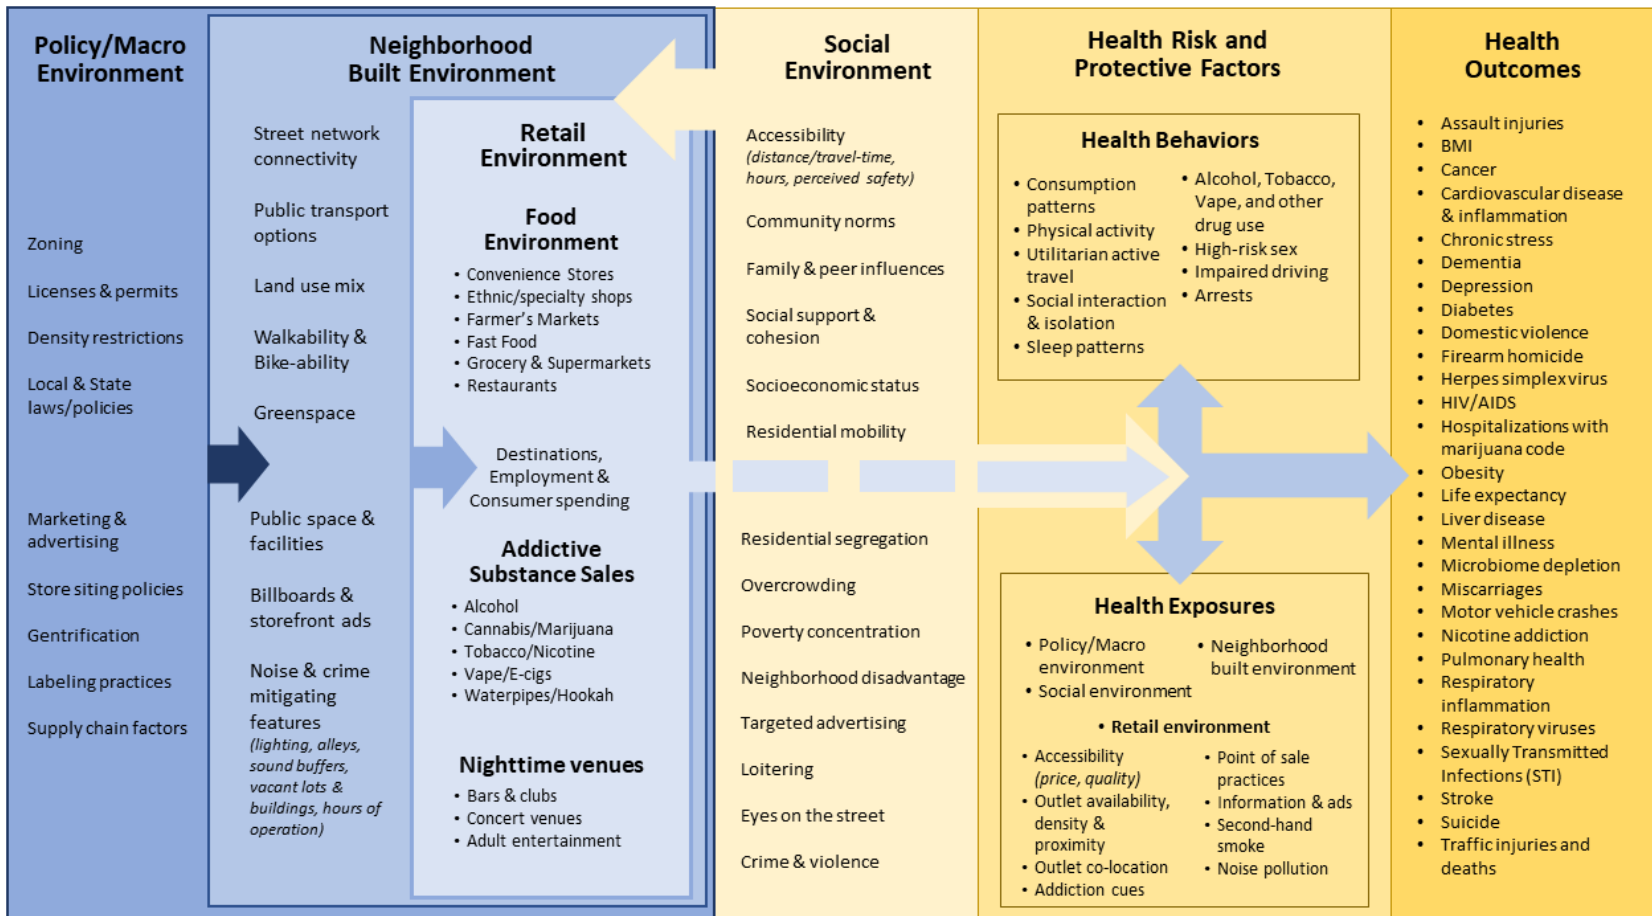 Policy/Macro
Environment
Zoning
Licenses & permits
Density restrictions
Local & State
laws/policies
Marketing &
advertising
Store siting policies
Gentrification
Labeling practices
Supply chain factors
Neighborhood
Built Environment
Street network
connectivity
Public transport
options
Land use mix
Walkability &
Bike-ability
Greenspace
Public space &
facilities
Billboards &
storefront ads
Noise & crime
mitigating
features
(lighting, alleys,
sound buffers,
vacant lots &
buildings, hours of
operation)
Retail
Environment
Food
Environment
• Convenience Stores
• Ethnic/specialty shops
• Farmer's Markets
• Fast Food
• Grocery & Supermarkets
• Restaurants
Destinations,
Employment &
Consumer spending
Addictive
Substance Sales
• Alcohol
• Cannabis/Marijuana
• Tobacco/Nicotine
• Vape/E-cigs
• Waterpipes/Hookah
Nighttime venues
• Bars & clubs
• Concert venues
• Adult entertainment
Social
Environment
Accessibility
(distance/travel-time,
hours, perceived safety)
Community norms
Family & peer influences
Social support &
cohesion
Socioeconomic status
Residential mobility
Residential segregation
Overcrowding
Poverty concentration
Neighborhood disadvantage
Targeted advertising
Loitering
Eyes on the street
Crime & violence
Health Risk and
Protective Factors
Health Behaviors
• Consumption
patterns
• Physical activity
• Utilitarian active
travel
• Social interaction
& isolation
• Sleep patterns
• Alcohol, Tobacco,
Vape, and other
drug use
• High-risk sex
• Impaired driving
• Arrests
Health Exposures
• Policy/Macro
environment
• Social environment
• Neighborhood
built environment
• Retail environment
• Accessibility
(price, quality)
• Outlet availability,
density &
proximity
• Outlet co-location
• Addiction cues
• Point of sale
practices
• Information & ads
• Second-hand
smoke
• Noise pollution
Health
Outcomes
• Assault injuries
• BMI
• Cancer
• Cardiovascular disease
& inflammation
• Chronic stress
• Dementia
• Depression
• Diabetes
• Domestic violence
• Firearm homicide
• Herpes simplex virus
• HIV/AIDS
• Hospitalizations with
marijuana code
• Obesity
• Life expectancy
• Liver disease
• Mental illness
• Microbiome depletion
• Miscarriages
• Motor vehicle crashes
• Nicotine addiction
• Pulmonary health
• Respiratory
inflammation
• Respiratory viruses
• Sexually Transmitted
Infections (STI)
• Stroke
• Suicide
• Traffic injuries and
deaths